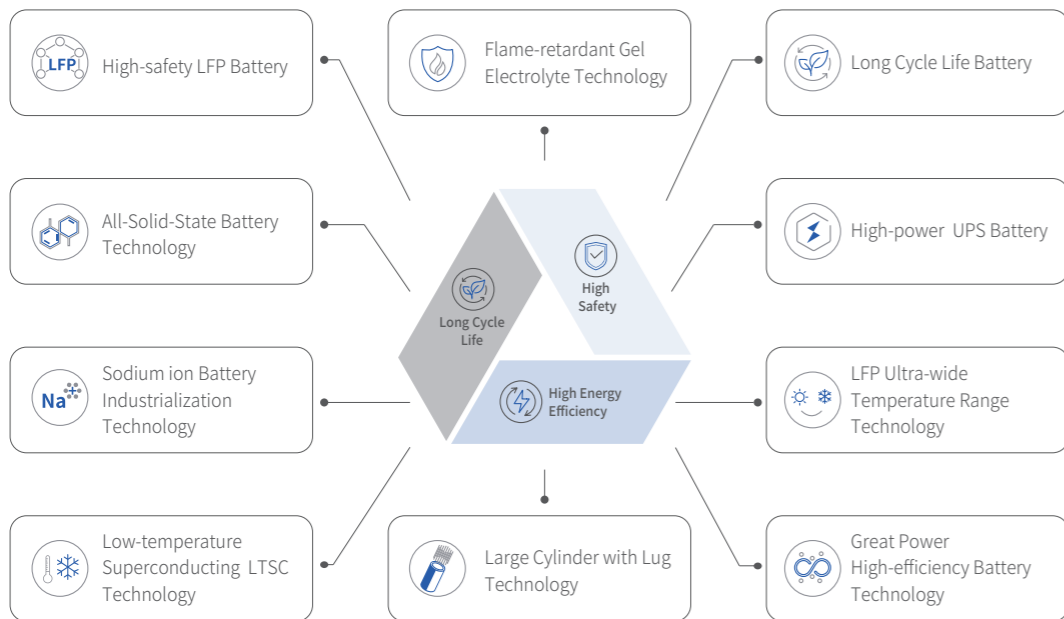 LFP
High-safety LFP Battery
Flame-retardant Gel
Electrolyte Technology
Long Cycle Life Battery
All-Solid-State Battery
Technology
High-power UPS Battery
High
Safety
Long Cycle
Life
High Energy
Efficiency
Na+
Sodium ion Battery
Industrialization
Technology
LFP Ultra-wide
Temperature Range
Technology
Low-temperature
Superconducting LTSC
Technology
Large Cylinder with Lug
Technology
Great Power
High-efficiency Battery
Technology